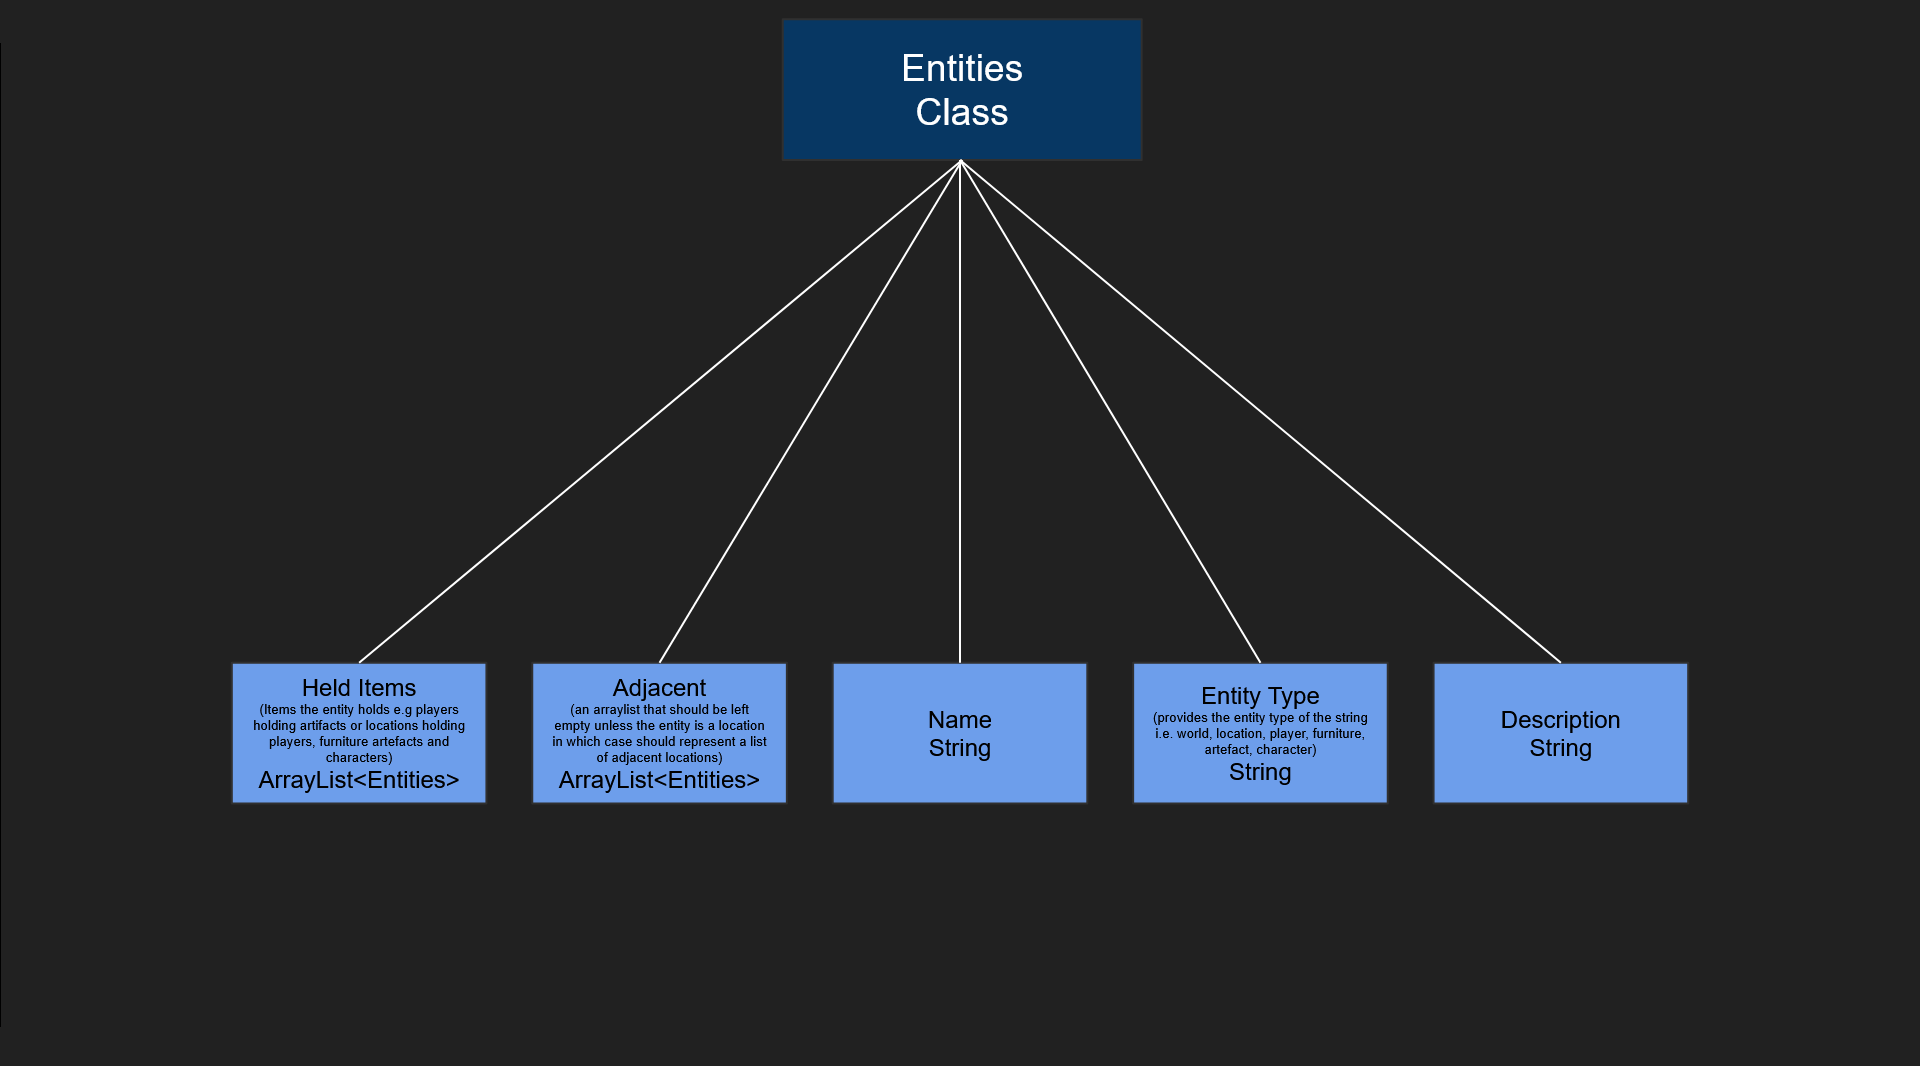 Entities
Class
Held Items
(Items the entity holds e.g players
holding artifacts or locations holding
players, furniture artefacts and
characters)
ArrayList<Entities>
Adjacent
(an arraylist that should be left
empty unless the entity is a location
in which case should represent a list
of adjacent locations)
ArrayList<Entities>
Name
String
Entity Type
(provides the entity type of the string
i.e. world, location, player, furniture,
artefact, character)
String
Description
String